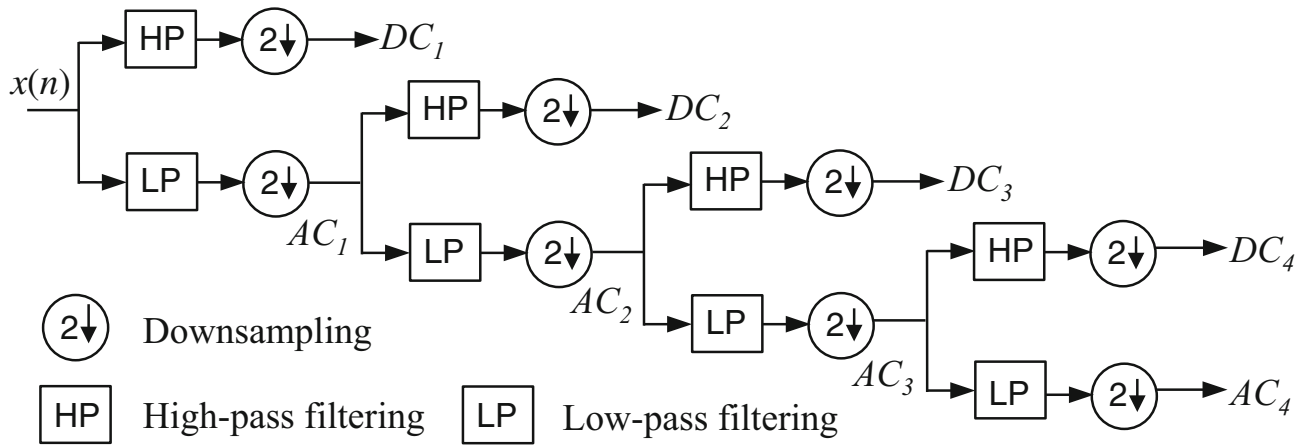 HP 2↓ DC₁
x(n)
HP 2↓ DC₂
LP 2↓
AC₁
HP 2↓ DC₃
LP 2↓
AC₂
HP 2↓ DC₄
LP 2↓
AC₃
LP 2↓ AC₄
2↓ Downsampling
HP High-pass filtering LP Low-pass filtering